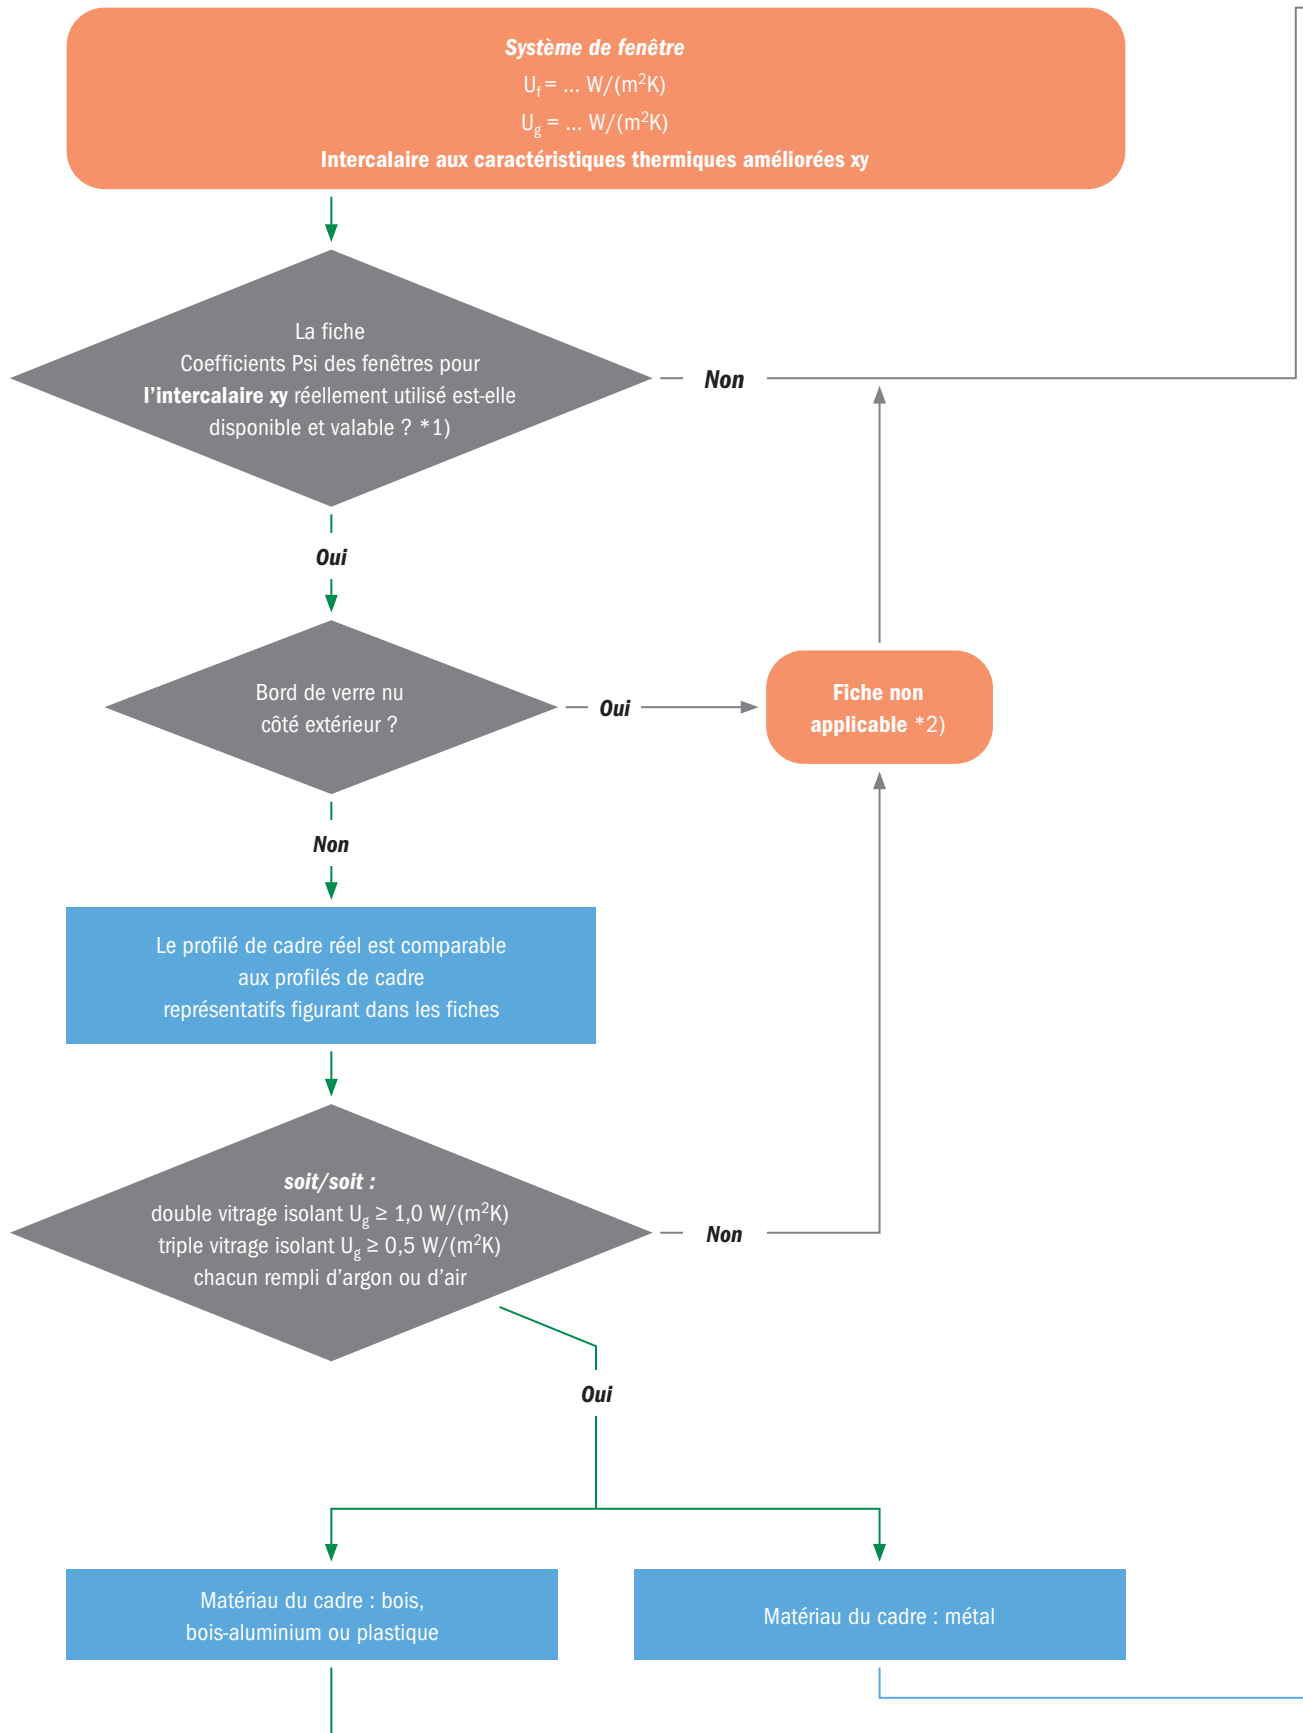 Système de fenêtre
Uf = ... W/(m²K)
Ug = ... W/(m²K)
Intercalaire aux caractéristiques thermiques améliorées xy
La fiche
Coefficients Psi des fenêtres pour
l’intercalaire xy réellement utilisé est-elle
disponible et valable ? *1)
Non
Oui
Bord de verre nu
côté extérieur ?
Oui
Fiche non
applicable *2)
Non
Le profilé de cadre réel est comparable
aux profilés de cadre
représentatifs figurant dans les fiches
soit/soit :
double vitrage isolant Ug ≥ 1,0 W/(m²K)
triple vitrage isolant Ug ≥ 0,5 W/(m²K)
chacun rempli d’argon ou d’air
Non
Oui
Matériau du cadre : bois,
bois-aluminium ou plastique
Matériau du cadre : métal